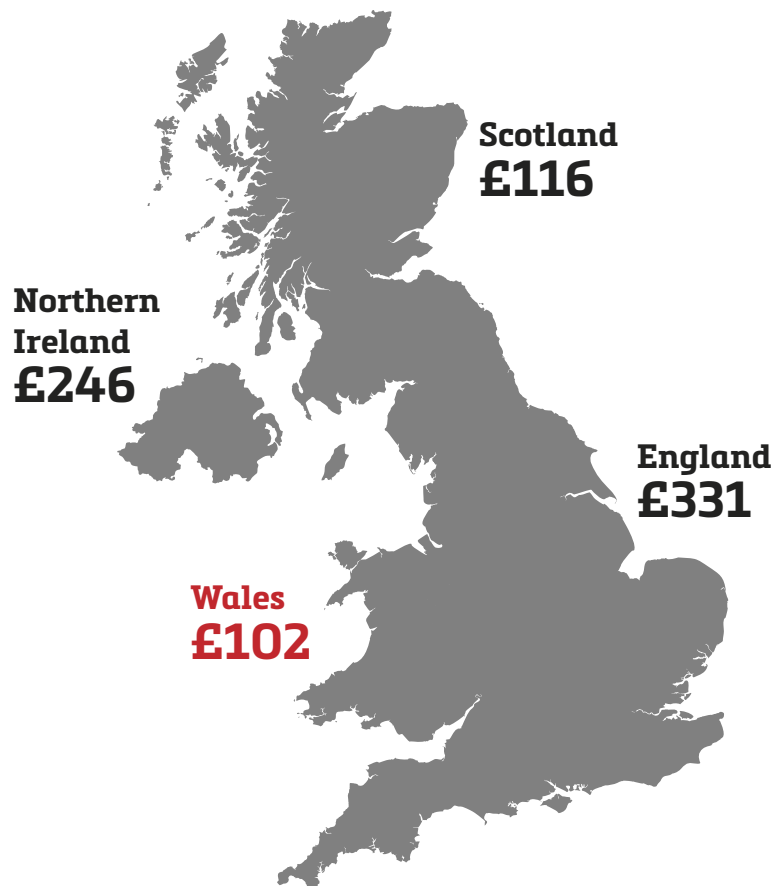 Scotland
£116
Northern
Ireland
£246
England
£331
Wales
£102